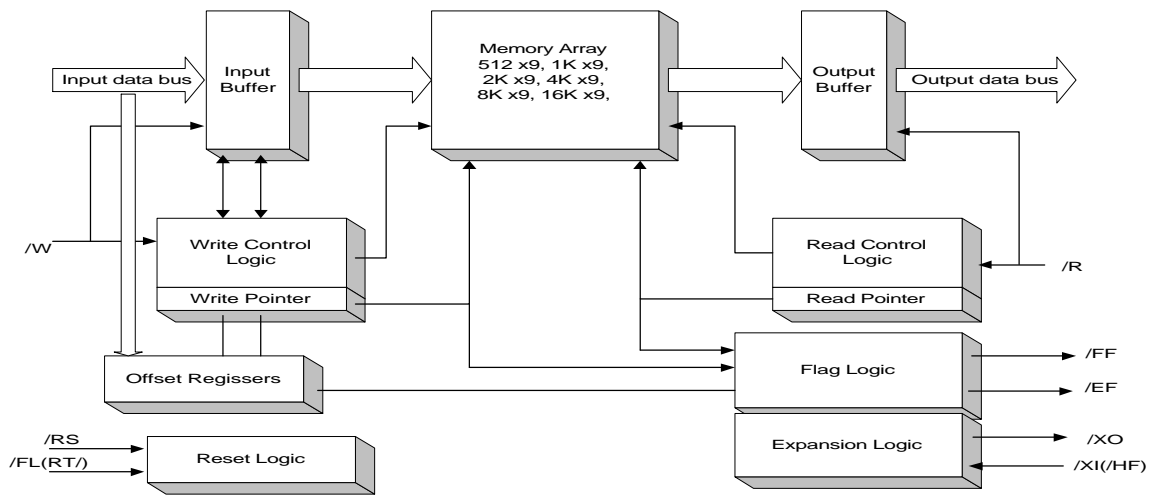 Memory Array
512 x9, 1K x9,
2K x9, 4K x9,
8K x9, 16K x9,
Input data bus
Input
Buffer
Output
Buffer
Output data bus
/W
Write Control
Logic
Write Pointer
Read Control
Logic
Read Pointer
/R
Offset Regissers
Flag Logic
/FF
/EF
/RS
/FL(RT/)
Reset Logic
Expansion Logic
/XO
/XI(/HF)